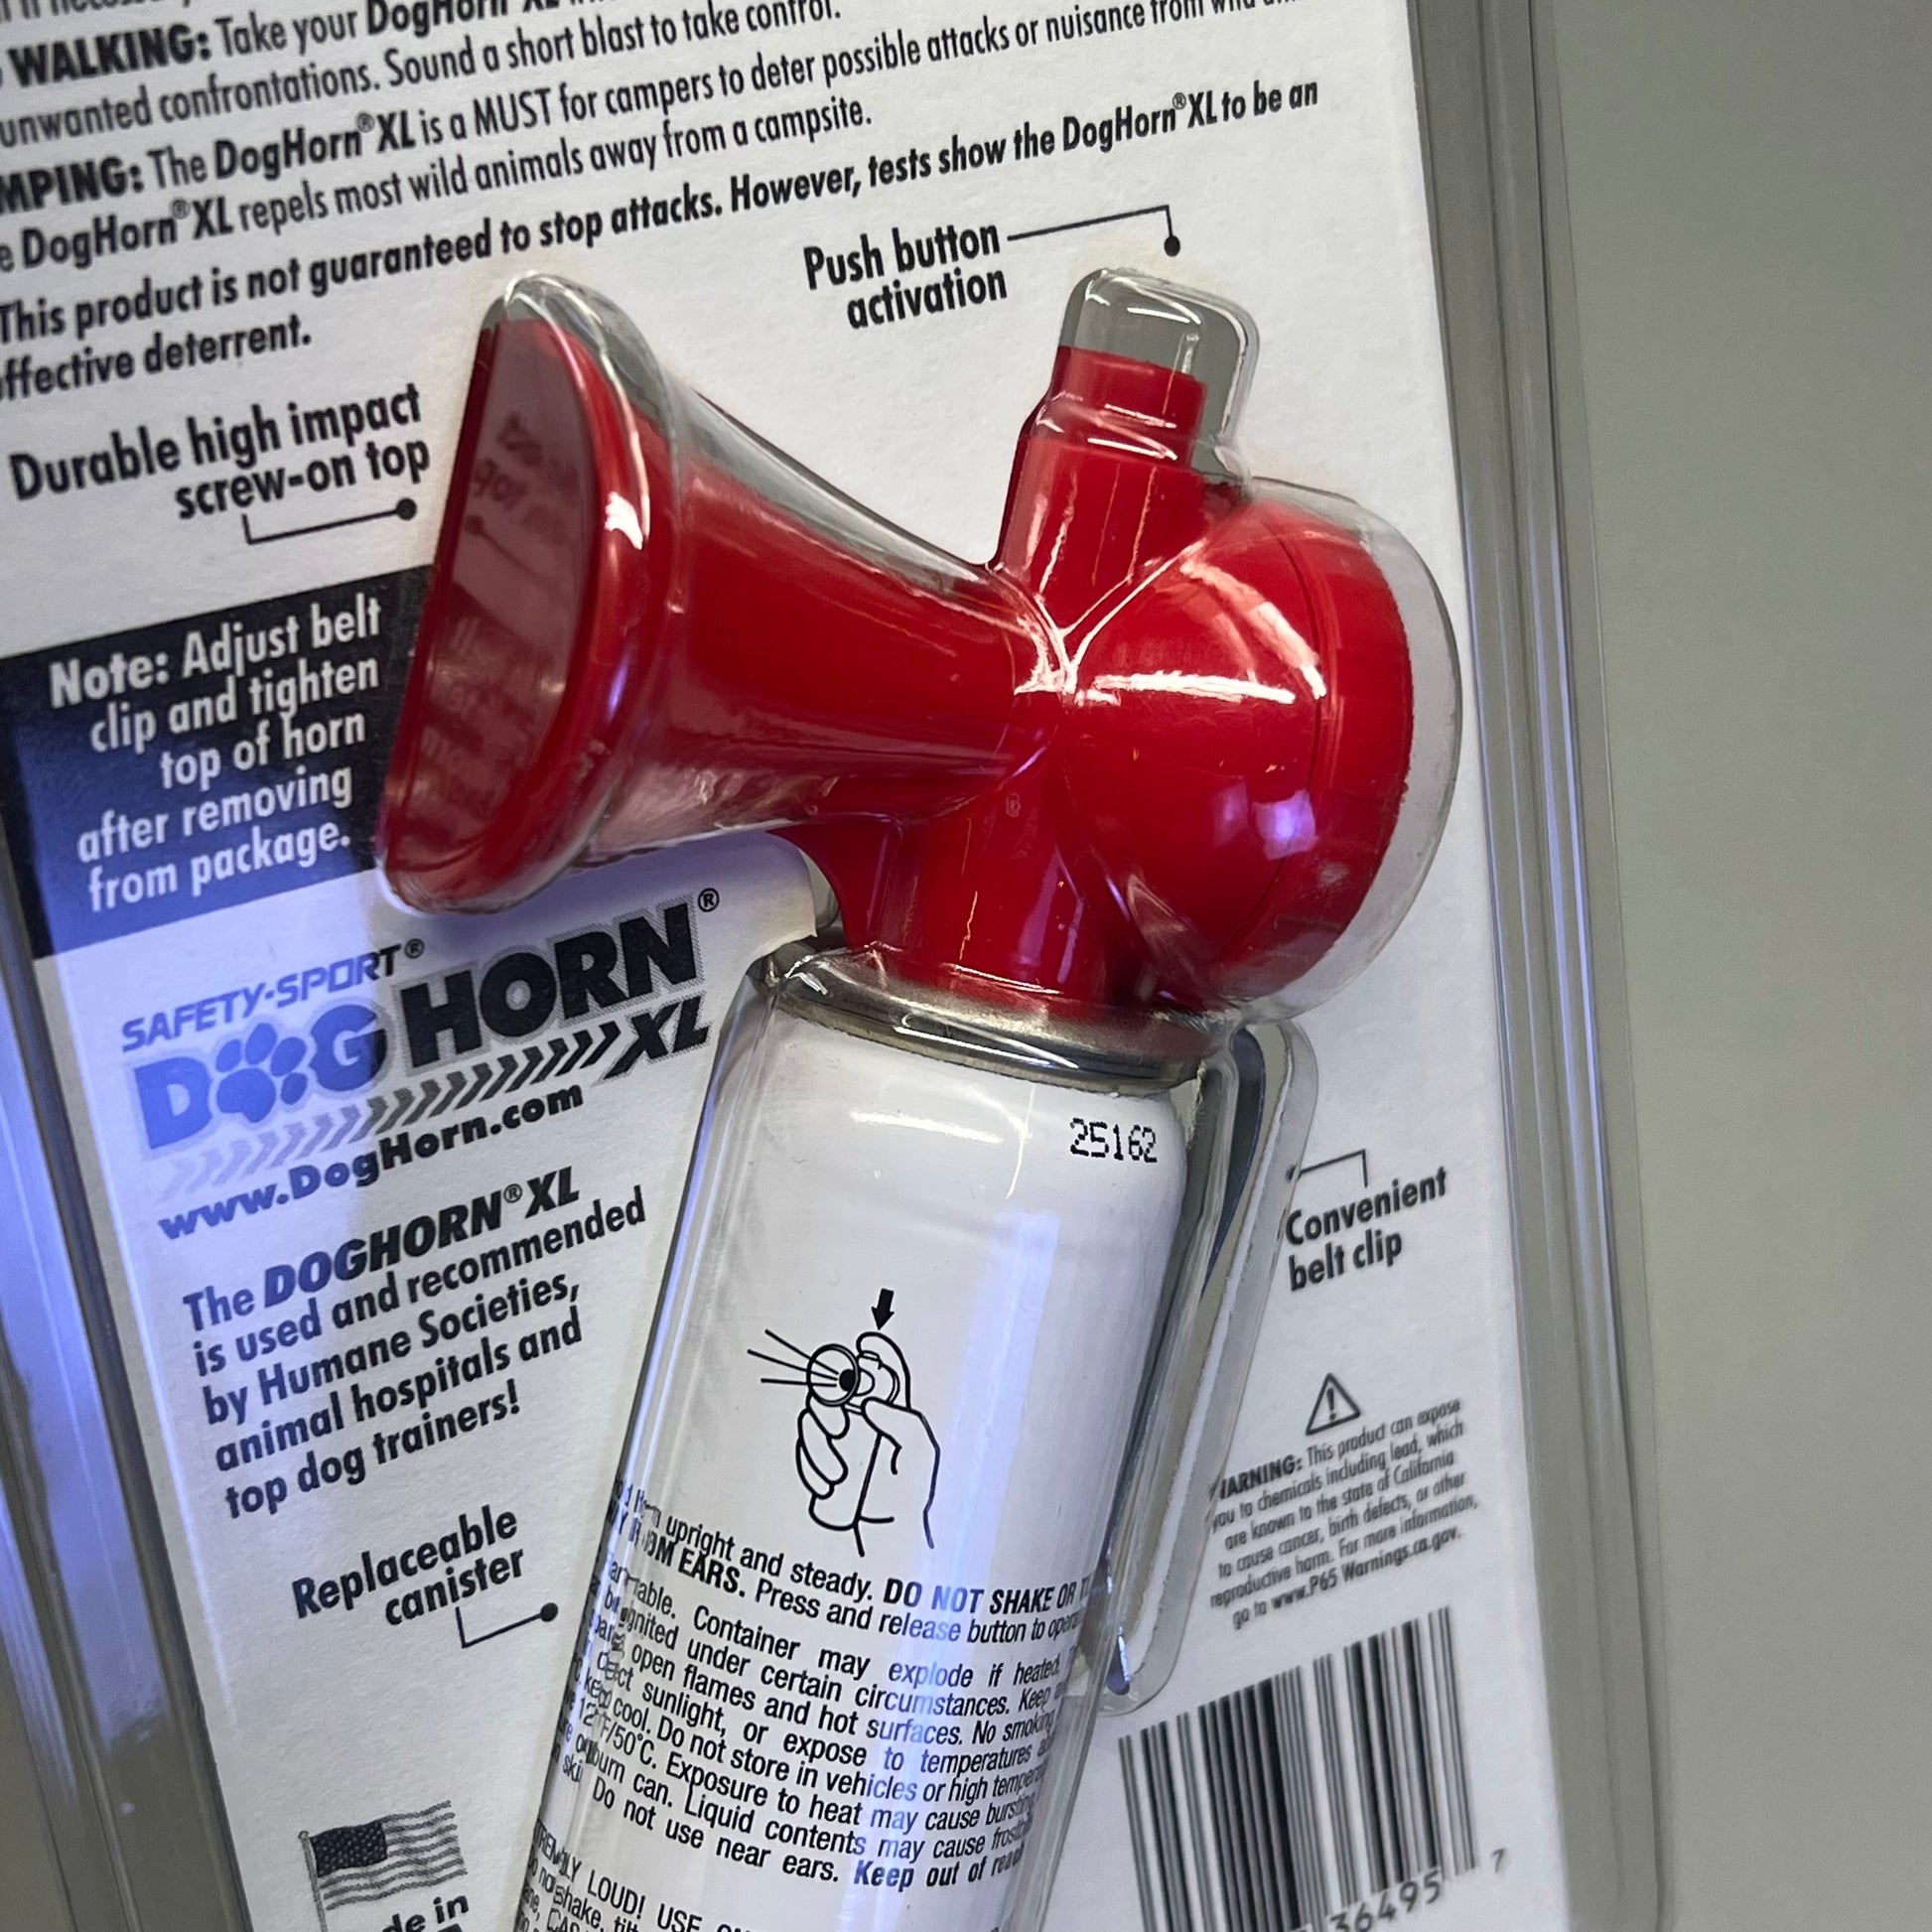 WALKING: Take your DogHorn
unwanted confrontations. Sound a short blast to take control.
MPING: The DogHorn®XL is a MUST for campers to deter possible attacks or nuisance from wild
DogHorn®XL repels most wild animals away from a campsite.
This product is not guaranteed to stop attacks. However, tests show the DogHorn®XL to be an
ffective deterrent.
Push button
activation
Durable high impact
screw-on top
Note: Adjust belt
clip and tighten
top of horn
after removing
from package.
SAFETY-SPORT®
DOG HORN®
XL
www.DogHorn.com
The DOGHORN®XL
is used and recommended
by Humane Societies,
animal hospitals and
top dog trainers!
Replaceable
canister
25162
Convenient
belt clip
upright and steady. DO NOT SHAKE OR
EARS. Press and release button to
Container may explode if heated.
ignited under certain circumstances. Keep
open flames and hot surfaces. No smoking
sunlight, or expose to temperatures
cool. Do not store in vehicles or high
/50°C. Exposure to heat may cause
burn can. Liquid contents may cause
Do not use near ears. Keep out of
LOUD! USE
WARNING: This product can expose
you to chemicals including lead, which
are known to the state of California
to cause cancer, birth defects, or other
reproductive harm. For more information,
go to www.P65 Warnings.ca.gov.
36495 7
in